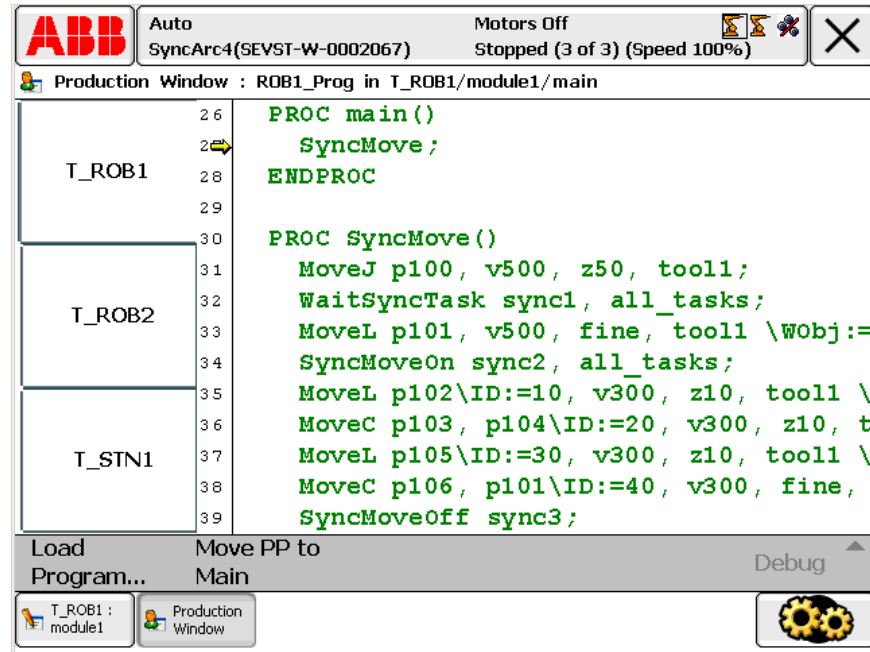 ABB
Auto
SyncArc4(SEVST-W-0002067)
Motors Off
Stopped (3 of 3) (Speed 100%)
Production Window : ROB1_Prog in T_ROB1/module1/main
T_ROB1
T_ROB2
T_STN1
26 PROC main()
2 SyncMove;
28 ENDPROC
29
30 PROC SyncMove()
31 MoveJ p100, v500, z50, tool1;
32 WaitSyncTask sync1, all_tasks;
33 MoveL p101, v500, fine, tool1 \WObj:=
34 SyncMoveOn sync2, all_tasks;
35 MoveL p102\ID:=10, v300, z10, tool1 \
36 MoveC p103, p104\ID:=20, v300, z10, t
37 MoveL p105\ID:=30, v300, z10, tool1 \
38 MoveC p106, p101\ID:=40, v300, fine,
39 SyncMoveOff sync3;
Load
Program...
Move PP to
Main
Debug
T_ROB1 :
module1
Production
Window